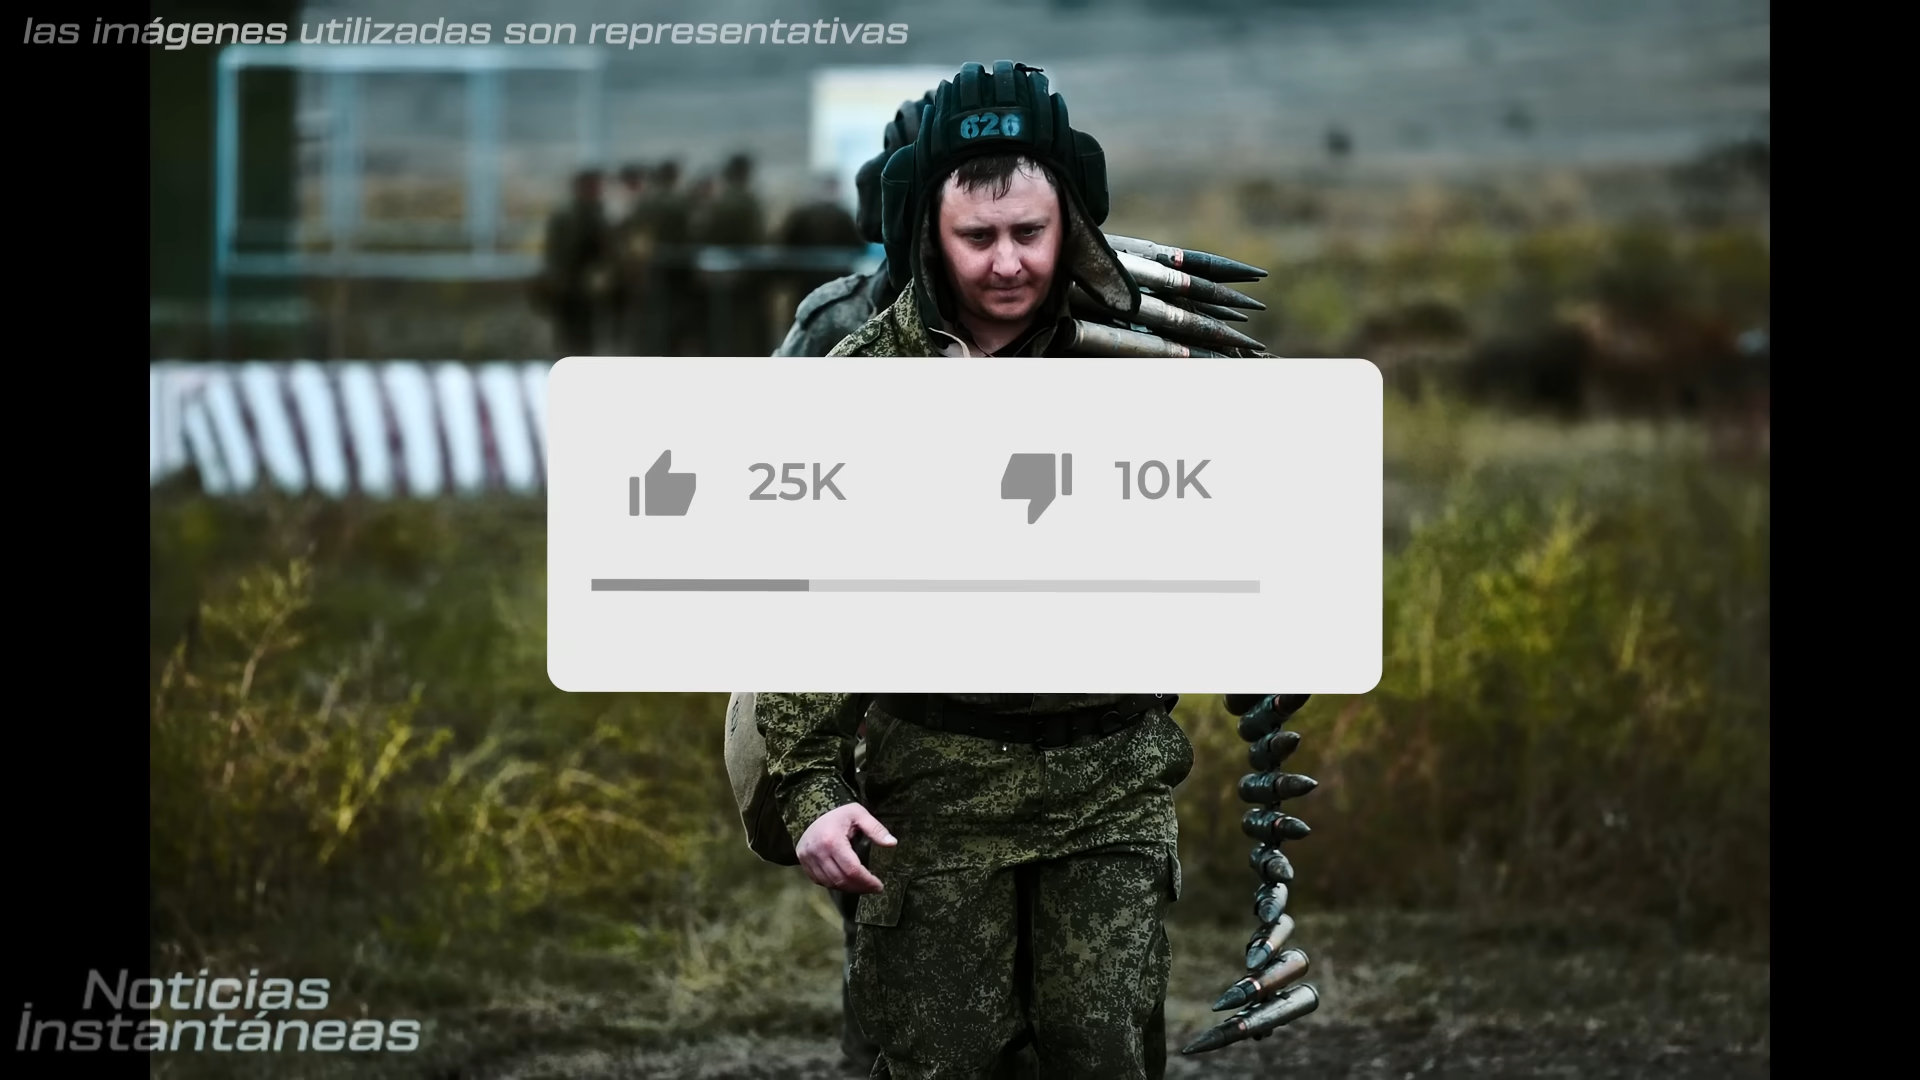 las imágenes utilizadas son representativas
626
25K
10K
Noticias
instantáneas